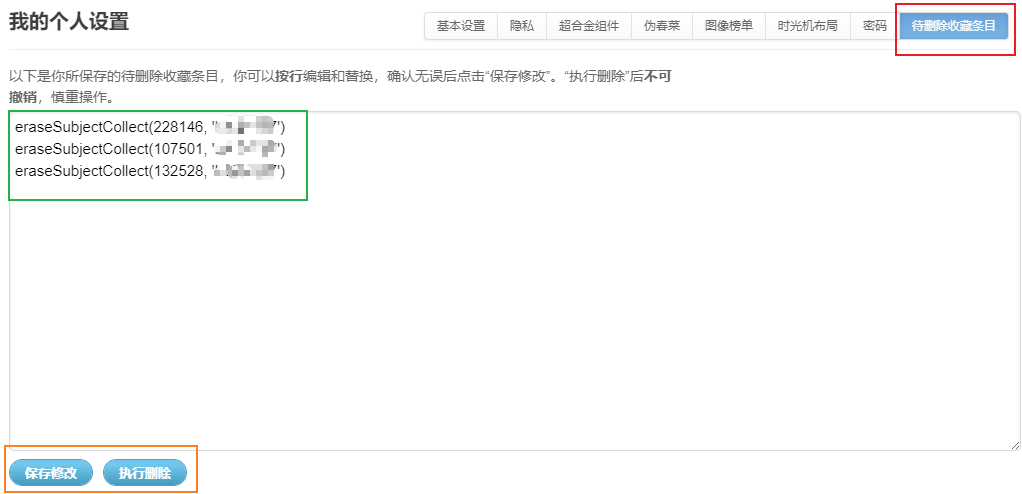 我的个人设置
基本设置 隐私 超合金组件 伪春菜 图像榜单 时光机布局 密码 待删除收藏条目
以下是你所保存的待删除收藏条目，你可以按行编辑和替换，确认无误后点击“保存修改”。“执行删除”后不可
撤销，慎重操作。
eraseSubjectCollect(228146, '')
eraseSubjectCollect(107501, '')
eraseSubjectCollect(132528, '')
保存修改 执行删除